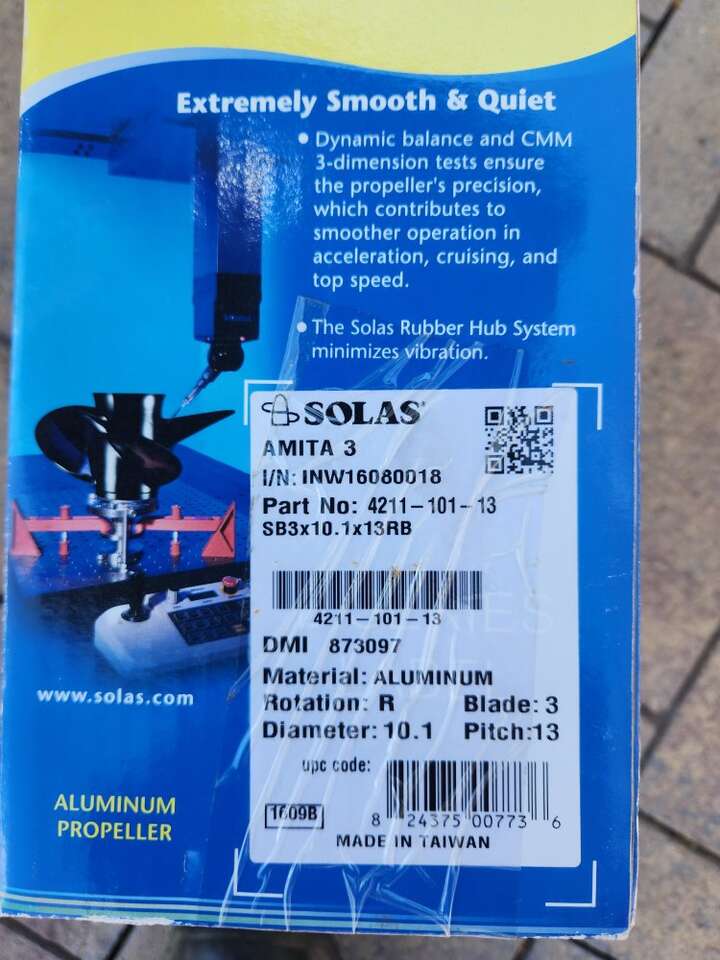 Extremely Smooth & Quiet
• Dynamic balance and CMM
3-dimension tests ensure
the propeller's precision,
which contributes to
smoother operation in
acceleration, cruising, and
top speed.
• The Solas Rubber Hub System
minimizes vibration.
SOLAS®
AMITA 3
I/N: INW16080018
Part No: 4211-101-13
SB3x10.1x13RB
4211-101-13
DMI 873097
Material: ALUMINUM
Rotation: R Blade: 3
Diameter: 10.1 Pitch:13
upc code:
8 24375 00773 6
1609B
MADE IN TAIWAN
www.solas.com
ALUMINUM
PROPELLER